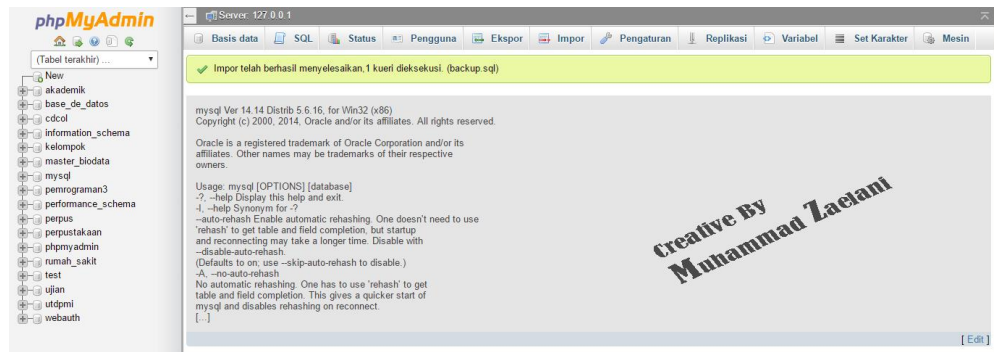 phpMyAdmin
(Tabel terakhir) ...
New
akademik
base_de_datos
cdcol
information_schema
kelompok
master_biodata
mysql
pemrograman3
performance_schema
perpus
perpustakaan
phpmyadmin
rumah_sakit
test
ujian
utdpmi
webauth
Server: 127.0.0.1
Basis data SQL Status Pengguna Ekspor Impor Pengaturan Replikasi Variabel Set Karakter Mesin
Impor telah berhasil menyelesaikan,1 kueri dieksekusi. (backup.sql)
mysql Ver 14.14 Distrib 5.6.16, for Win32 (x86)
Copyright (c) 2000, 2014, Oracle and/or its affiliates. All rights reserved.
Oracle is a registered trademark of Oracle Corporation and/or its
affiliates. Other names may be trademarks of their respective
owners.
Usage: mysql [OPTIONS] [database]
-?, --help Display this help and exit.
-I, --help Synonym for -?
--auto-rehash Enable automatic rehashing. One doesn't need to use
'rehash' to get table and field completion, but startup
and reconnecting may take a longer time. Disable with
--disable-auto-rehash.
(Defaults to on; use --skip-auto-rehash to disable.)
-A, --no-auto-rehash
No automatic rehashing. One has to use 'rehash' to get
table and field completion. This gives a quicker start of
mysql and disables rehashing on reconnect.
[...]
Creative By
Muhammad Zaelani
[ Edit ]